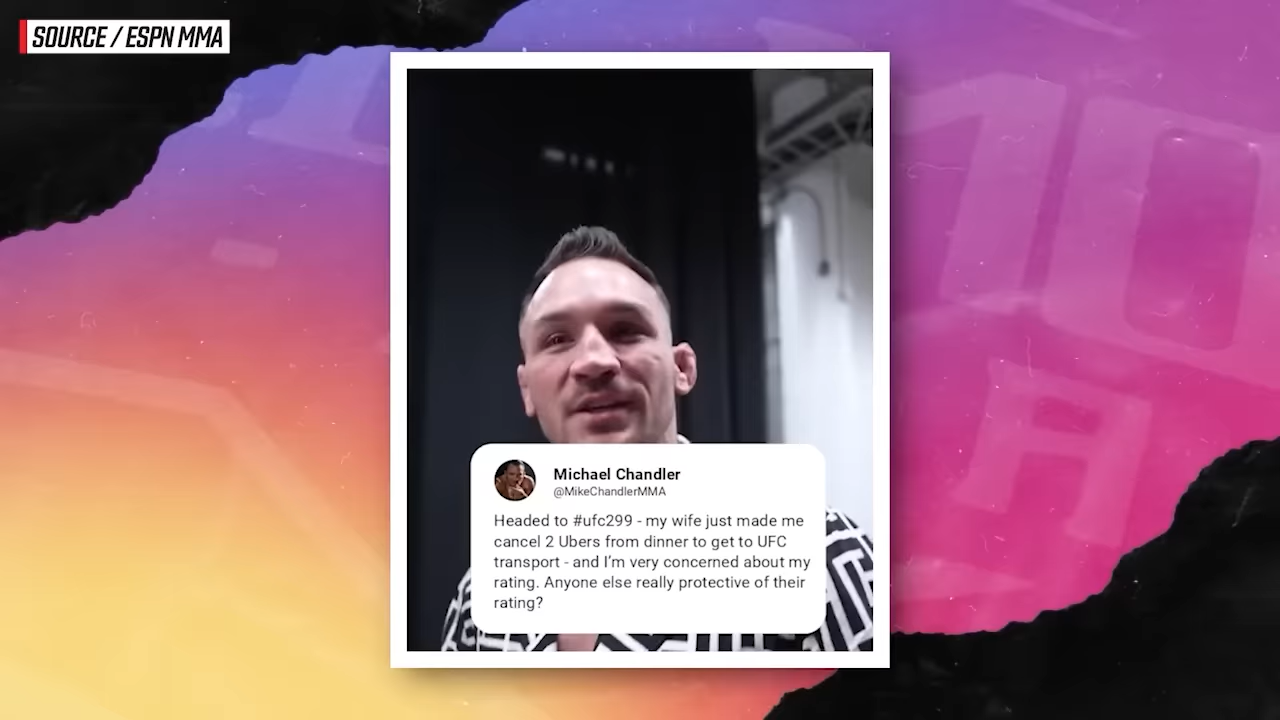 SOURCE / ESPN MMA
Michael Chandler
@MikeChandlerMMA
Headed to #ufc299 - my wife just made me
cancel 2 Ubers from dinner to get to UFC
transport - and I'm very concerned about my
rating. Anyone else really protective of their
rating?